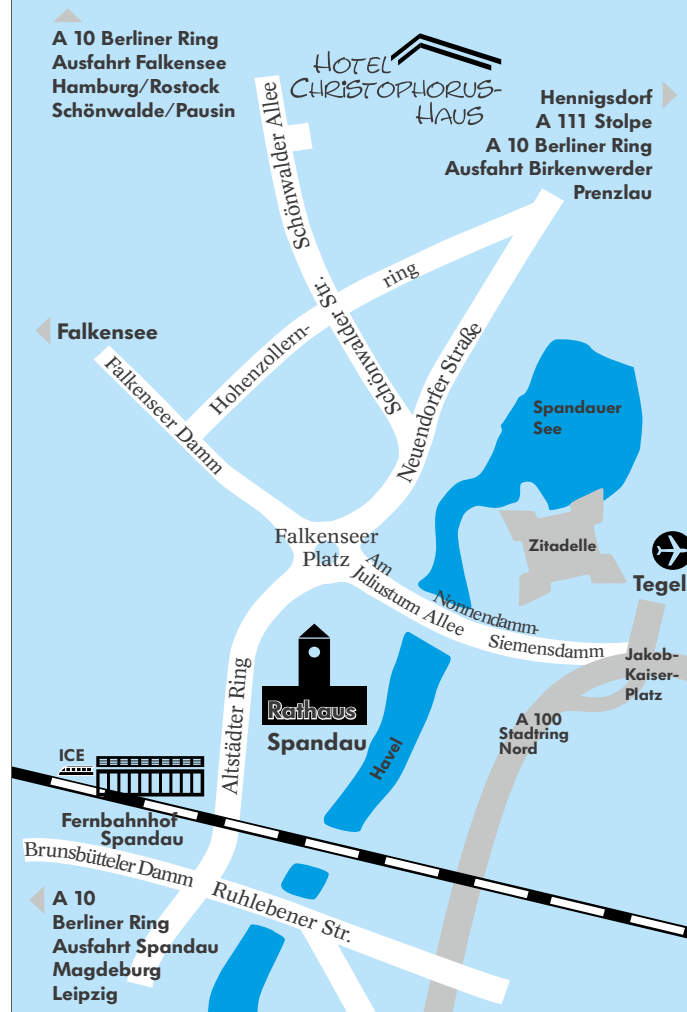 A 10 Berliner Ring
Ausfahrt Falkensee
Hamburg/Rostock
Schönwalde/Pausin
HOTEL
CHRISTOPHORUS-
HAUS
Hennigsdorf
A 111 Stolpe
A 10 Berliner Ring
Ausfahrt Birkenwerder
Prenzlau
Schönwalder Allee
Schönwalder Str.
Hohenzollern-
ring
Falkensee
Falkenseer Damm
Neuendorfer Straße
Spandauer
See
Zitadelle
Falkenseer
Platz
Am
Juliusturm Allee
Nonnendamm-
Siemensdamm
Tegel
Jakob-
Kaiser-
Platz
Altstädter Ring
Rathaus
Spandau
A 100
Stadtring
Nord
Havel
ICE
Fernbahnhof
Spandau
Brunsbütteler Damm
Ruhlebener Str.
A 10
Berliner Ring
Ausfahrt Spandau
Magdeburg
Leipzig